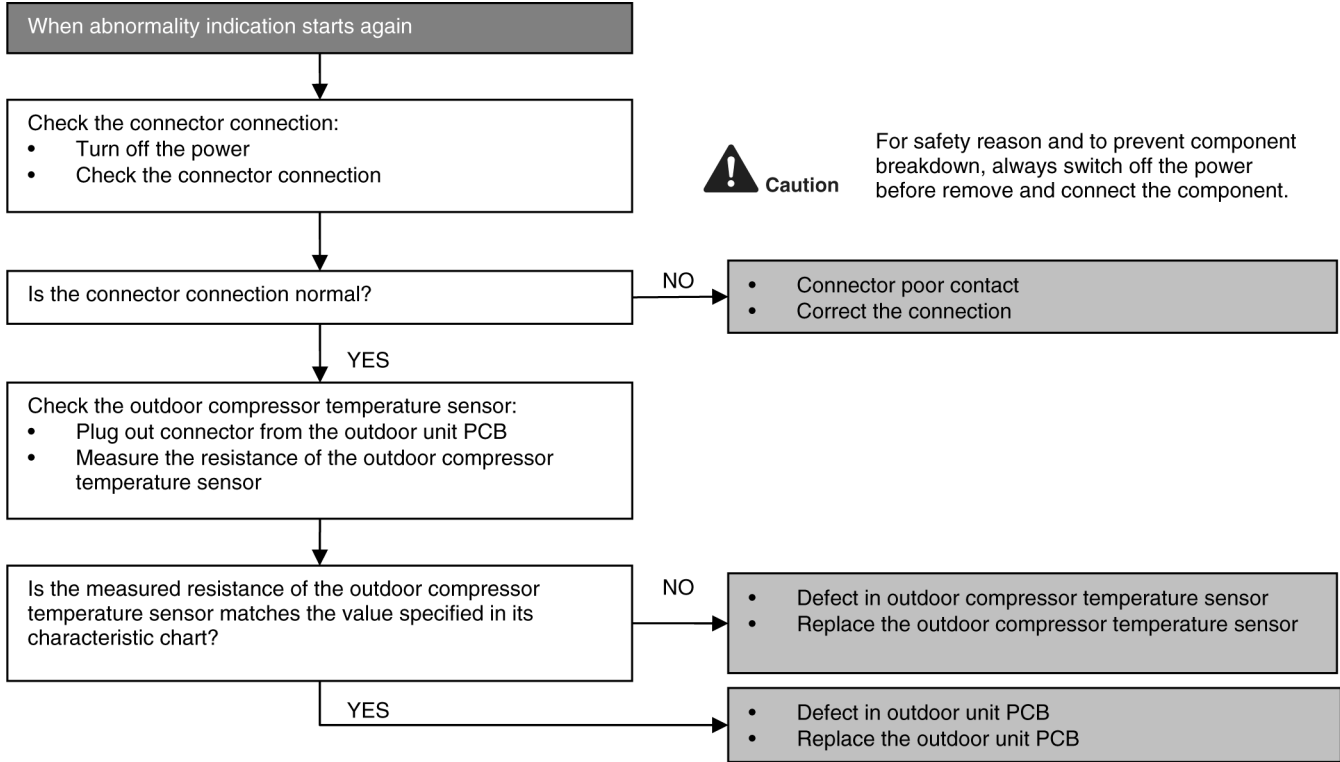 When abnormality indication starts again
Check the connector connection:
• Turn off the power
• Check the connector connection
Caution
For safety reason and to prevent component
breakdown, always switch off the power
before remove and connect the component.
Is the connector connection normal?
NO
• Connector poor contact
• Correct the connection
YES
Check the outdoor compressor temperature sensor:
• Plug out connector from the outdoor unit PCB
• Measure the resistance of the outdoor compressor
temperature sensor
Is the measured resistance of the outdoor compressor
temperature sensor matches the value specified in its
characteristic chart?
NO
• Defect in outdoor compressor temperature sensor
• Replace the outdoor compressor temperature sensor
YES
• Defect in outdoor unit PCB
• Replace the outdoor unit PCB